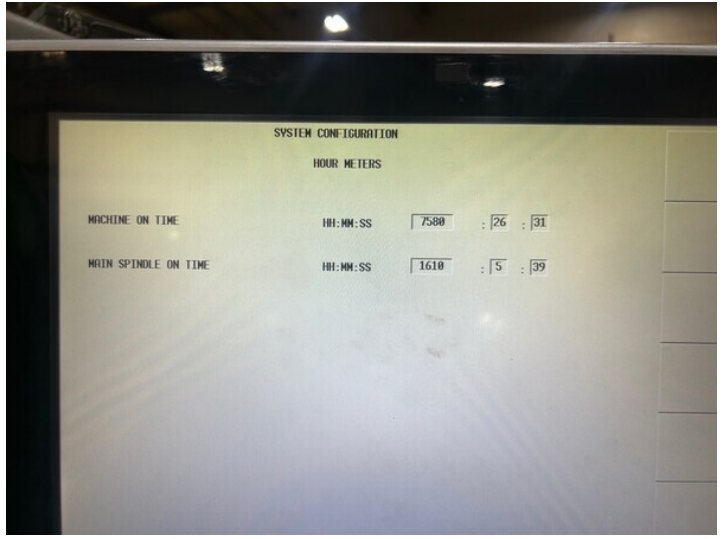 SYSTEM CONFIGURATION
HOUR METERS
MACHINE ON TIME HH:MM:SS 7580 : 26 : 31
MAIN SPINDLE ON TIME HH:MM:SS 1610 : 5 : 39